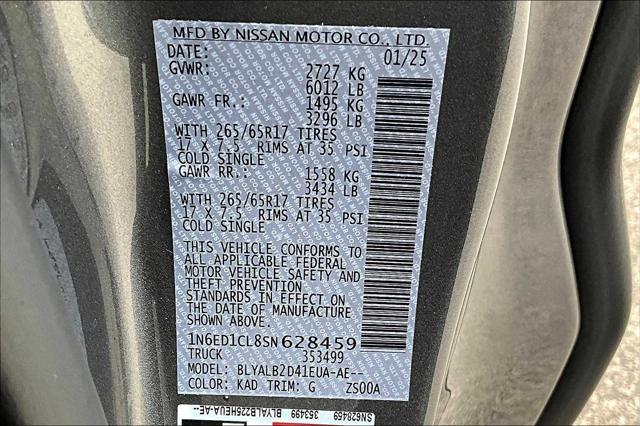 MFD BY NISSAN MOTOR CO., LTD.
DATE: 01/25
GVWR: 2727 KG
6012 LB
GAWR FR.: 1495 KG
3296 LB
WITH 265/65R17 TIRES
17 X 7.5 RIMS AT 35 PSI
COLD SINGLE
GAWR RR.: 1558 KG
3434 LB
WITH 265/65R17 TIRES
17 X 7.5 RIMS AT 35 PSI
COLD SINGLE
THIS VEHICLE CONFORMS TO
ALL APPLICABLE FEDERAL
MOTOR VEHICLE SAFETY AND
THEFT PREVENTION
STANDARDS IN EFFECT ON
THE DATE OF MANUFACTURE
SHOWN ABOVE.
1N6ED1CL8SN628459
TRUCK 353499
MODEL: BLYALB2D41EUA-AE--
COLOR: KAD TRIM: G ZS00A
SN628459 353499 BLYALB225HEUA-AE--